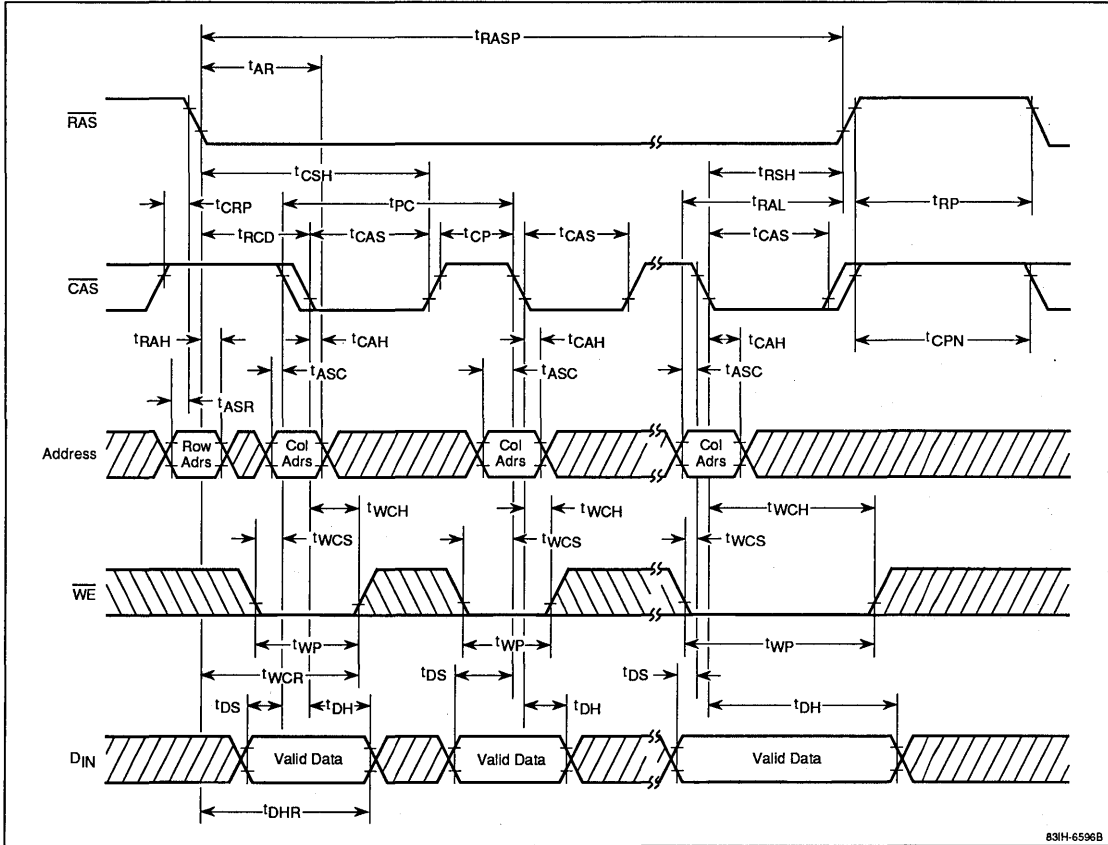 tRASP
tAR
RAS
tCSH
tRSH
tCRP
tPC
tRAL
tRP
tRCD
tCAS
tCP
tCAS
tCAS
CAS
tRAH
tCAH
tCAH
tCAH
tCPN
tASC
tASC
tASC
tASR
Address
Row Adrs
Col Adrs
Col Adrs
Col Adrs
tWCH
tWCH
tWCH
tWCS
tWCS
tWCS
WE
tWP
tWP
tWP
tWCR
tDS
tDS
tDS
tDH
tDH
tDH
DIN
Valid Data
Valid Data
Valid Data
tDHR
83IH-6596B